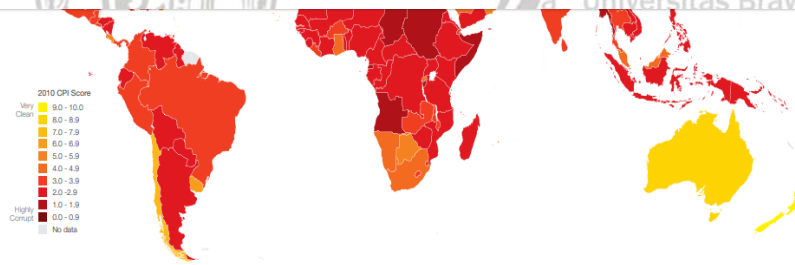 Universitas Braw
2010 CPI Score
Very Clean
9.0 - 10.0
8.0 - 8.9
7.0 - 7.9
6.0 - 6.9
5.0 - 5.9
4.0 - 4.9
3.0 - 3.9
2.0 -2.9
1.0 - 1.9
Highly Corrupt
0.0 - 0.9
No data